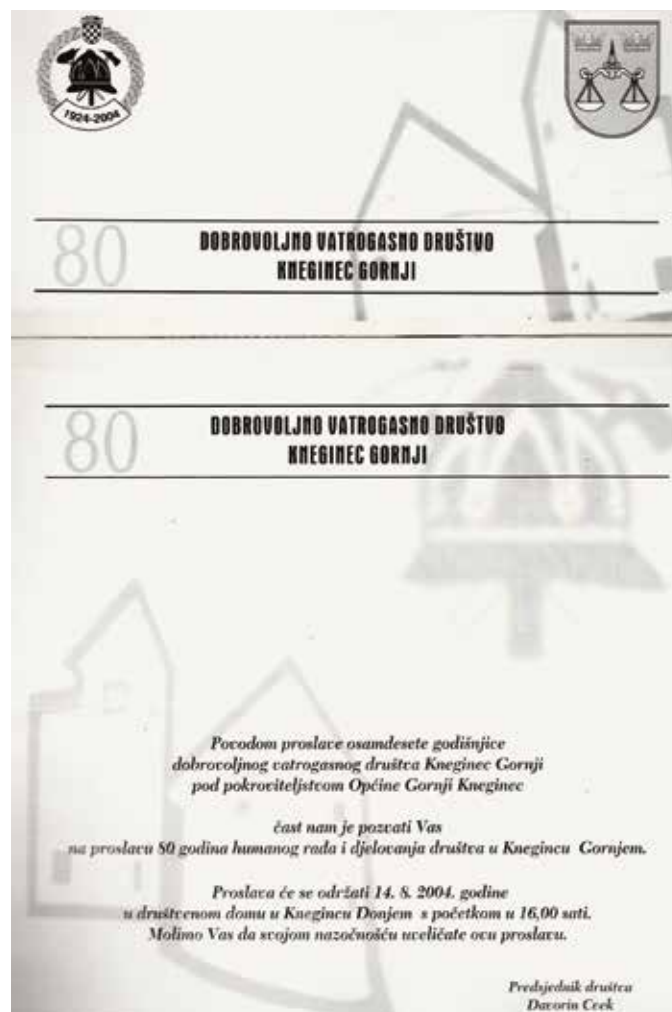 1924-2004
80
DOBROVOLJNO VATROGASNO DRUŠTVO
KNEGINEC GORNJI
80
DOBROVOLJNO VATROGASNO DRUŠTVO
KNEGINEC GORNJI
Povodom proslave osamdesete godišnjice
dobrovoljnog vatrogasnog društva Kneginec Gornji
pod pokroviteljstvom Općine Gornji Kneginec
čast nam je pozvati Vas
na proslavu 80 godina humanog rada i djelovanja društva u Knegincu Gornjem.
Proslava će se održati 14. 8. 2004. godine
u društvenom domu u Knegincu Donjem s početkom u 16,00 sati.
Molimo Vas da svojom nazočnošću uveličate ovu proslavu.
Predsjednik društva
Davorin Cvek